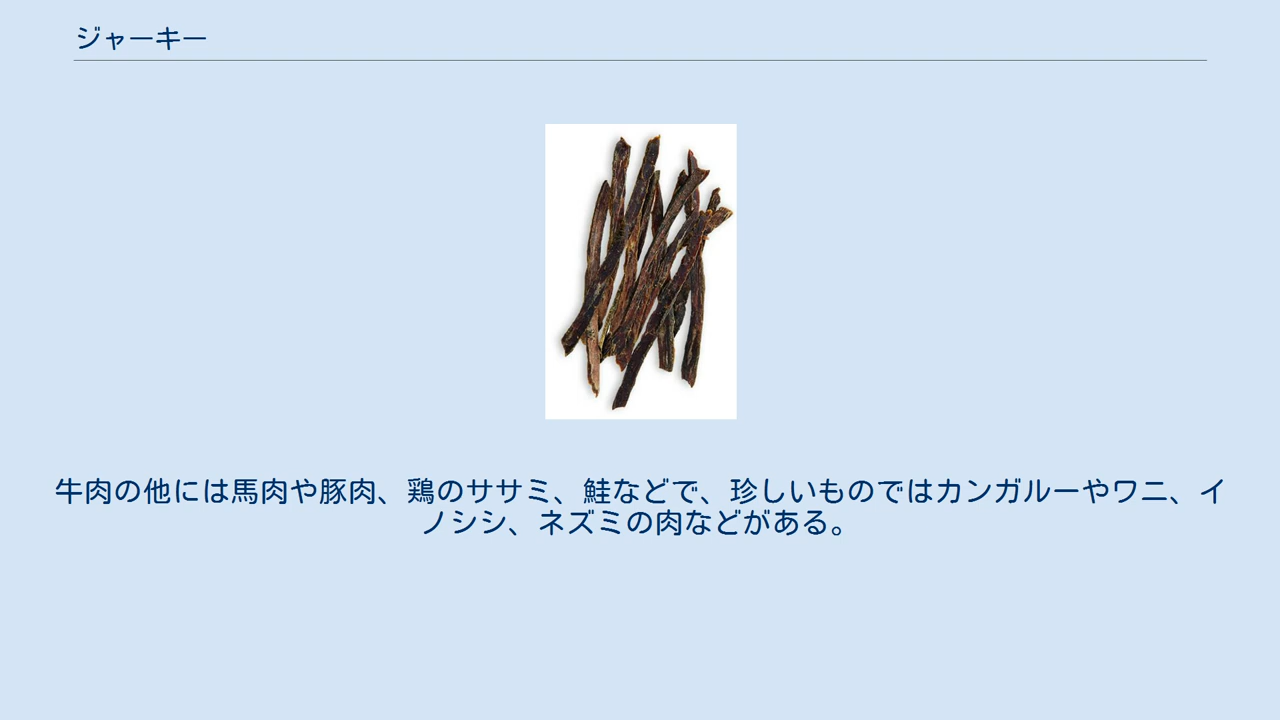 ジャーキー
牛肉の他には馬肉や豚肉、鶏のササミ、鮭などで、珍しいものではカンガルーやワニ、イ
ノシシ、ネズミの肉などがある。